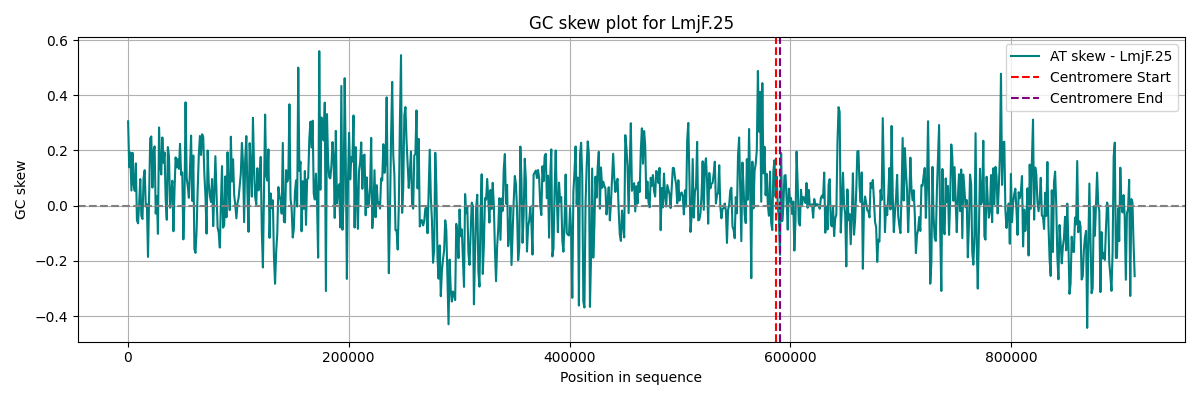 GC skew plot for LmjF.25
0.6
0.4
0.2
0.0
−0.2
−0.4
GC skew
AT skew - LmjF.25
Centromere Start
Centromere End
0
200000
400000
600000
800000
Position in sequence